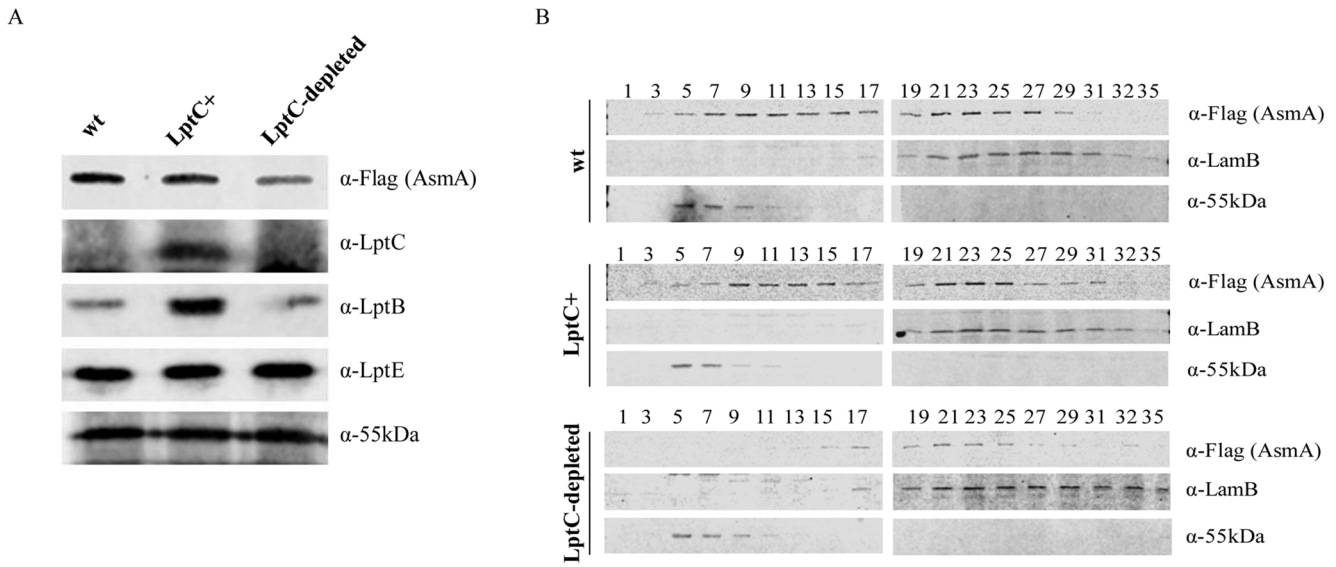 A
wt
LptC+
LptC-depleted
α-Flag (AsmA)
α-LptC
α-LptB
α-LptE
α-55kDa
B
wt
1 3 5 7 9 11 13 15 17 19 21 23 25 27 29 31 32 35
α-Flag (AsmA)
α-LamB
α-55kDa
LptC+
1 3 5 7 9 11 13 15 17 19 21 23 25 27 29 31 32 35
α-Flag (AsmA)
α-LamB
α-55kDa
LptC-depleted
1 3 5 7 9 11 13 15 17 19 21 23 25 27 29 31 32 35
α-Flag (AsmA)
α-LamB
α-55kDa